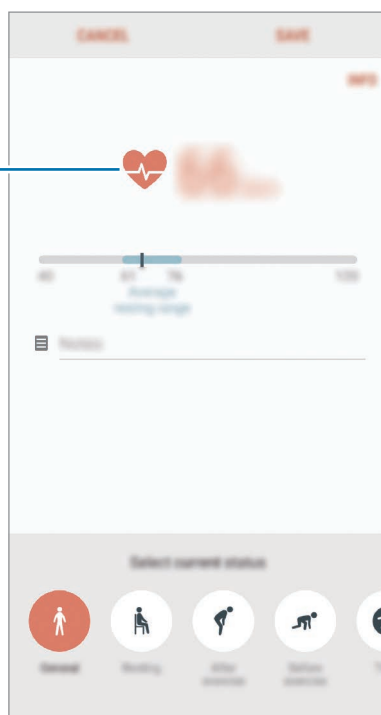 CANCEL SAVE
INFO
40 61 76 120
Average
resting range
Notes
Select current status
General Resting After Before
exercise exercise